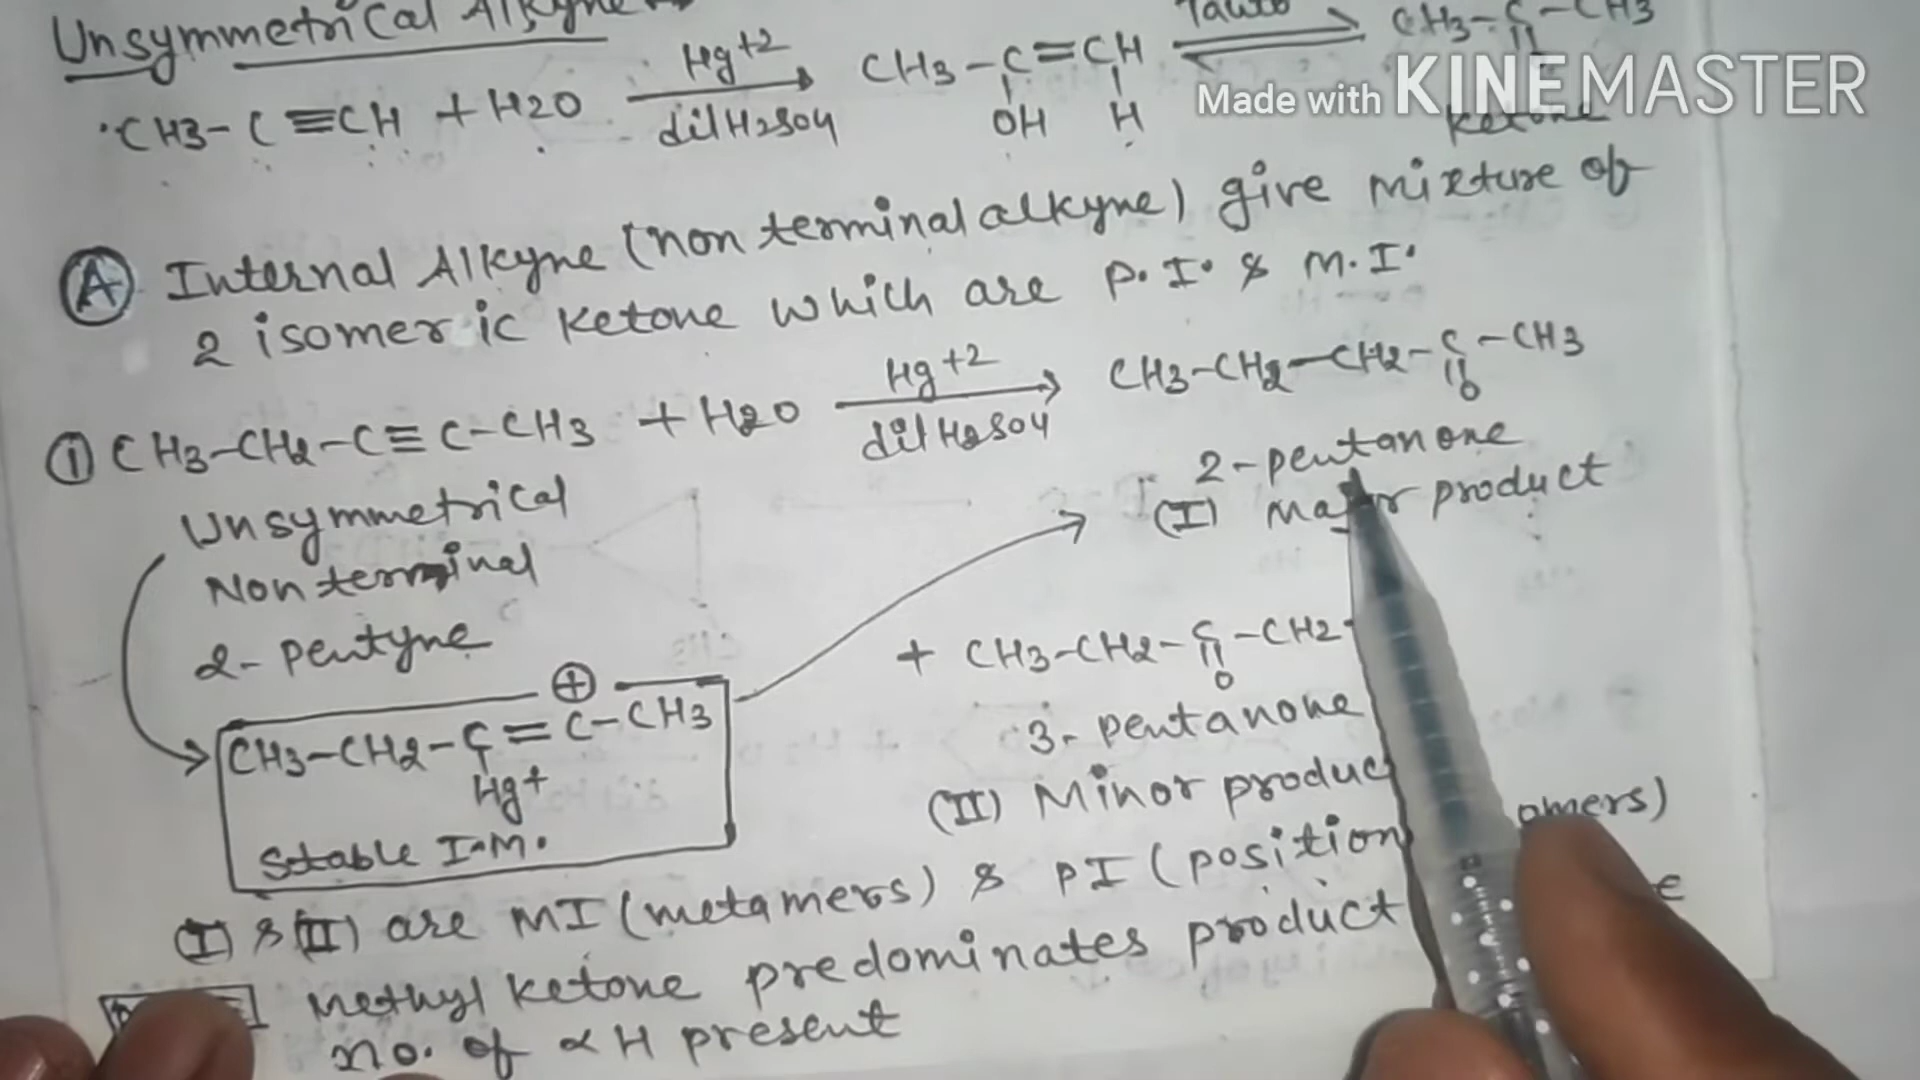 Unsymmetrical Alkyne
Tauto
CH3-C-CH3
·CH3-C≡CH + H2O Hg+2 dil H2SO4 CH3-C=CH
OH H
ketone
Made with KINEMASTER
(A) Internal Alkyne (non terminal alkyne) give mixture of
2 isomeric ketone which are P.I. & M.I.
① CH3-CH2-C≡C-CH3 + H2O Hg+2 dil H2SO4 CH3-CH2-CH2-C-CH3
O
2-pentanone
(I) Major product
Unsymmetrical
Non terminal
2-pentyne
+ CH3-CH2-C-CH2
O
3-pentanone
(II) Minor produc
⊕
CH3-CH2-C=C-CH3
Hg+
Stable I.M.
(I) & (II) are MI (metamers) & PI (position omers)
Methyl ketone predominates product
no. of α H present